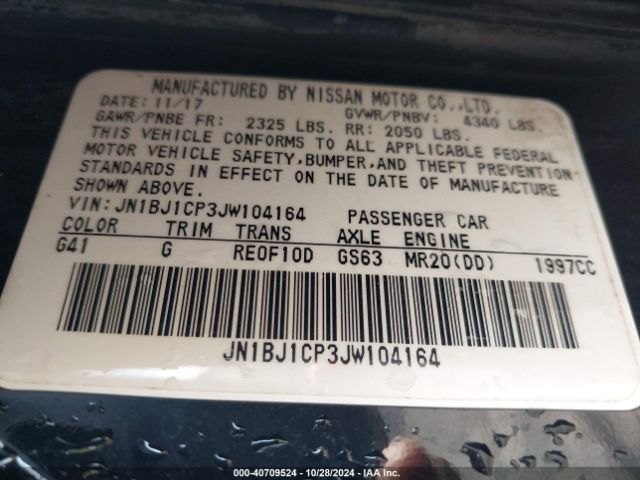 MANUFACTURED BY NISSAN MOTOR CO.,LTD.
DATE: 11/17 GVWR/PNBV: 4340 LBS.
GAWR/PNBE FR: 2325 LBS. RR: 2050 LBS.
THIS VEHICLE CONFORMS TO ALL APPLICABLE FEDERAL
MOTOR VEHICLE SAFETY,BUMPER,AND THEFT PREVENTION
STANDARDS IN EFFECT ON THE DATE OF MANUFACTURE
SHOWN ABOVE.
VIN:JN1BJ1CP3JW104164 PASSENGER CAR
COLOR TRIM TRANS AXLE ENGINE
G41 G RE0F10D GS63 MR20(DD) 1997CC
JN1BJ1CP3JW104164
000-40709524 | 10/28/2024 | IAA Corp.